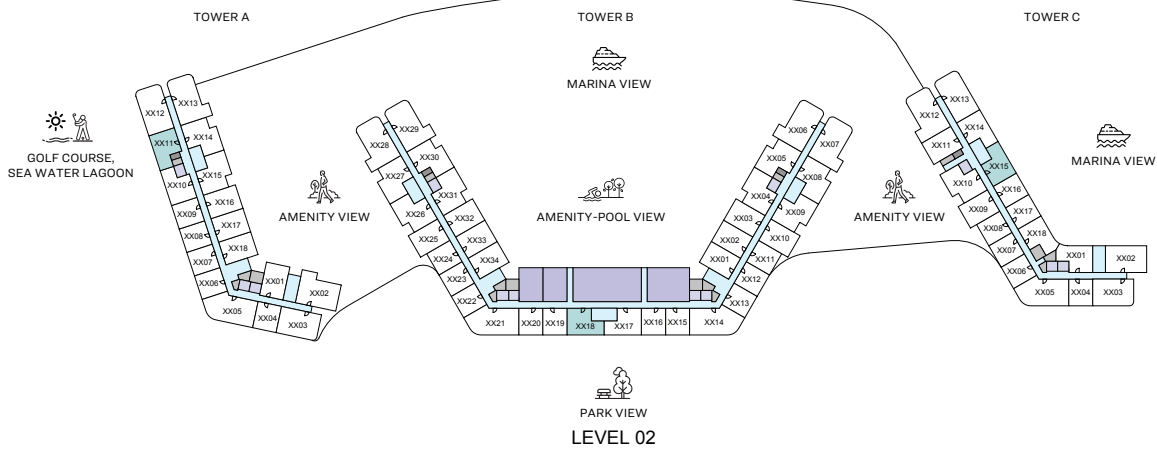 TOWER A
TOWER B
TOWER C
MARINA VIEW
GOLF COURSE,
SEA WATER LAGOON
AMENITY VIEW
AMENITY-POOL VIEW
AMENITY VIEW
MARINA VIEW
XX12
XX13
XX11
XX14
XX10
XX15
XX09
XX16
XX08
XX17
XX07
XX18
XX06
XX01
XX02
XX05
XX04
XX03
XX28
XX29
XX27
XX30
XX26
XX31
XX25
XX32
XX24
XX33
XX23
XX34
XX22
XX21
XX20
XX19
XX18
XX17
XX16
XX15
XX14
XX06
XX07
XX05
XX08
XX04
XX09
XX03
XX10
XX02
XX11
XX01
XX12
XX13
XX12
XX13
XX11
XX14
XX10
XX15
XX09
XX16
XX08
XX17
XX07
XX18
XX06
XX01
XX02
XX05
XX04
XX03
PARK VIEW
LEVEL 02